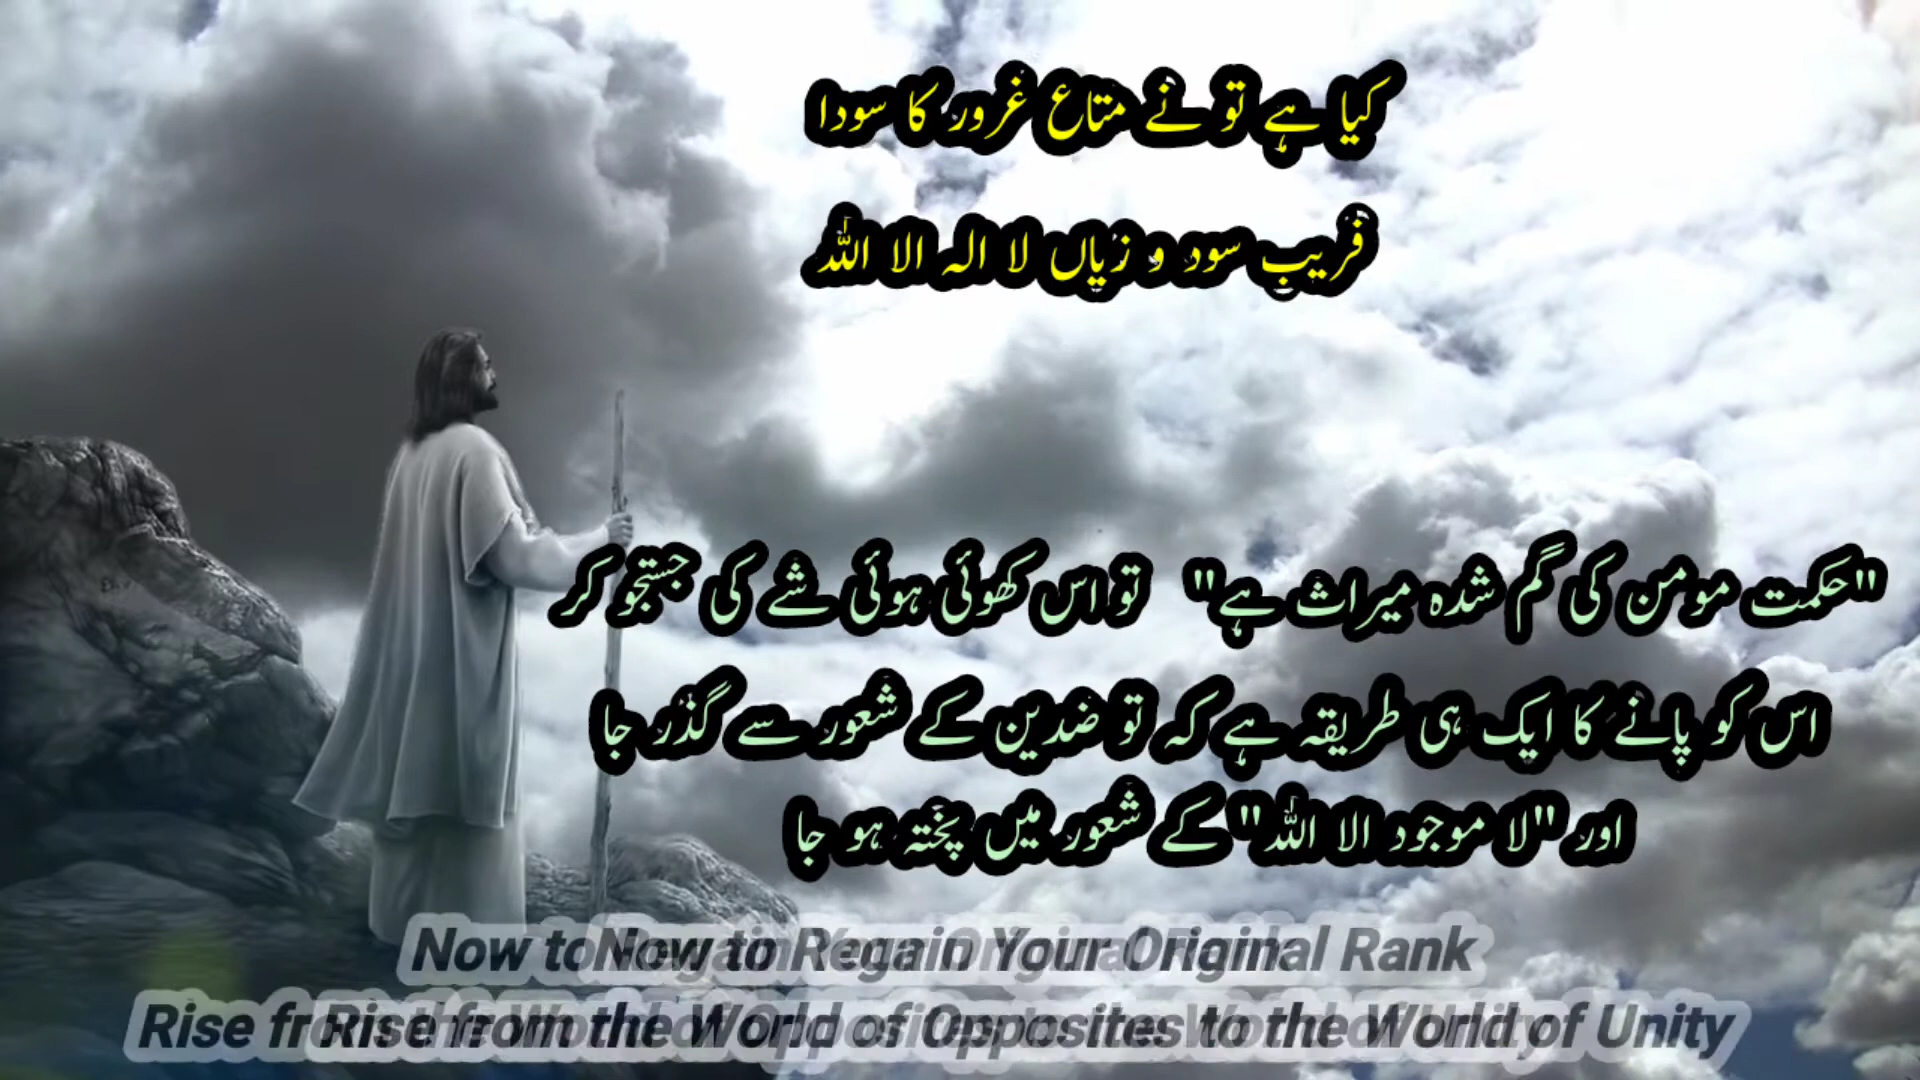 کیا ہے تو نے متاع غرور کا سودا
فریب سود و زیاں لا الہ الا اللہ
"حکمت مومن کی گم شدہ میراث ہے" تو اس کھوئی ہوئی شے کی جستجو کر
اس کو پانے کا ایک ہی طریقہ ہے کہ تو ضدین کے شعور سے گذر جا
اور "لا موجود الا اللہ" کے شعور میں پختہ ہو جا
Now to Regain Your Original Rank
Rise from the World of Opposites to the World of Unity